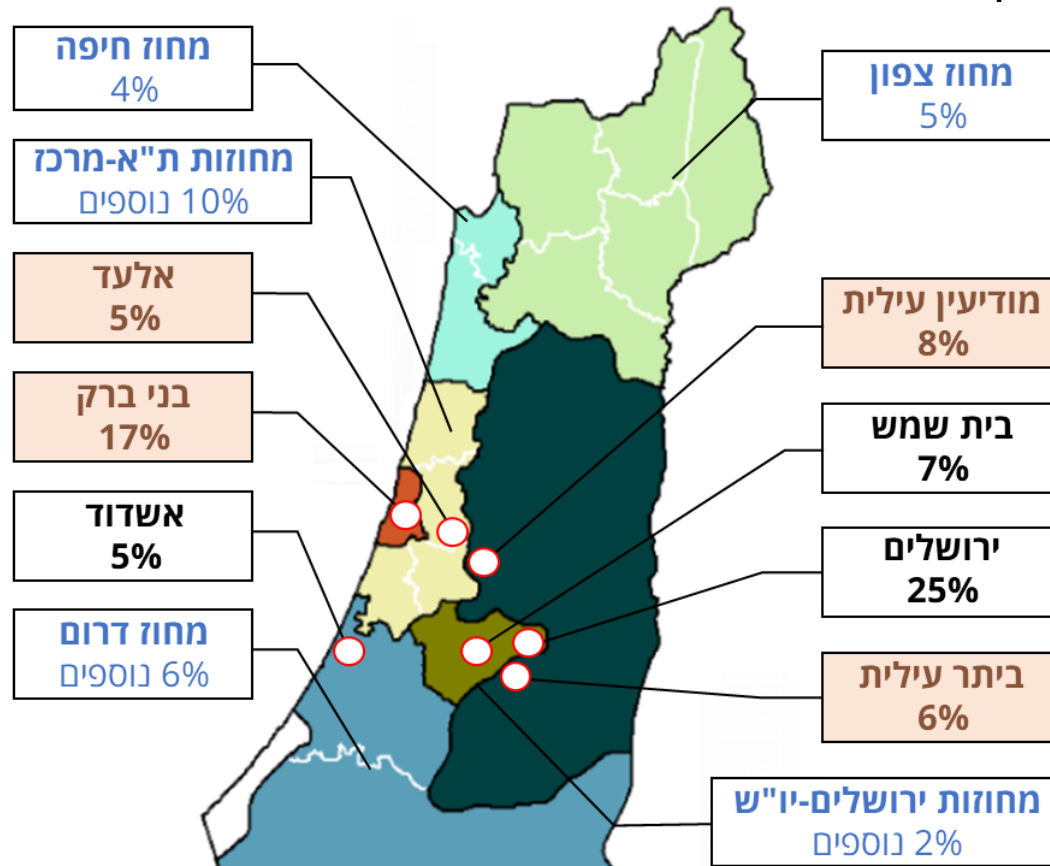 מחוז חיפה
4%
מחוזות ת"א-מרכז
10% נוספים
אלעד
5%
בני ברק
17%
אשדוד
5%
מחוז דרום
6% נוספים
מחוז צפון
5%
מודיעין עילית
8%
בית שמש
7%
ירושלים
25%
ביתר עילית
6%
מחוזות ירושלים-יו"ש
2% נוספים